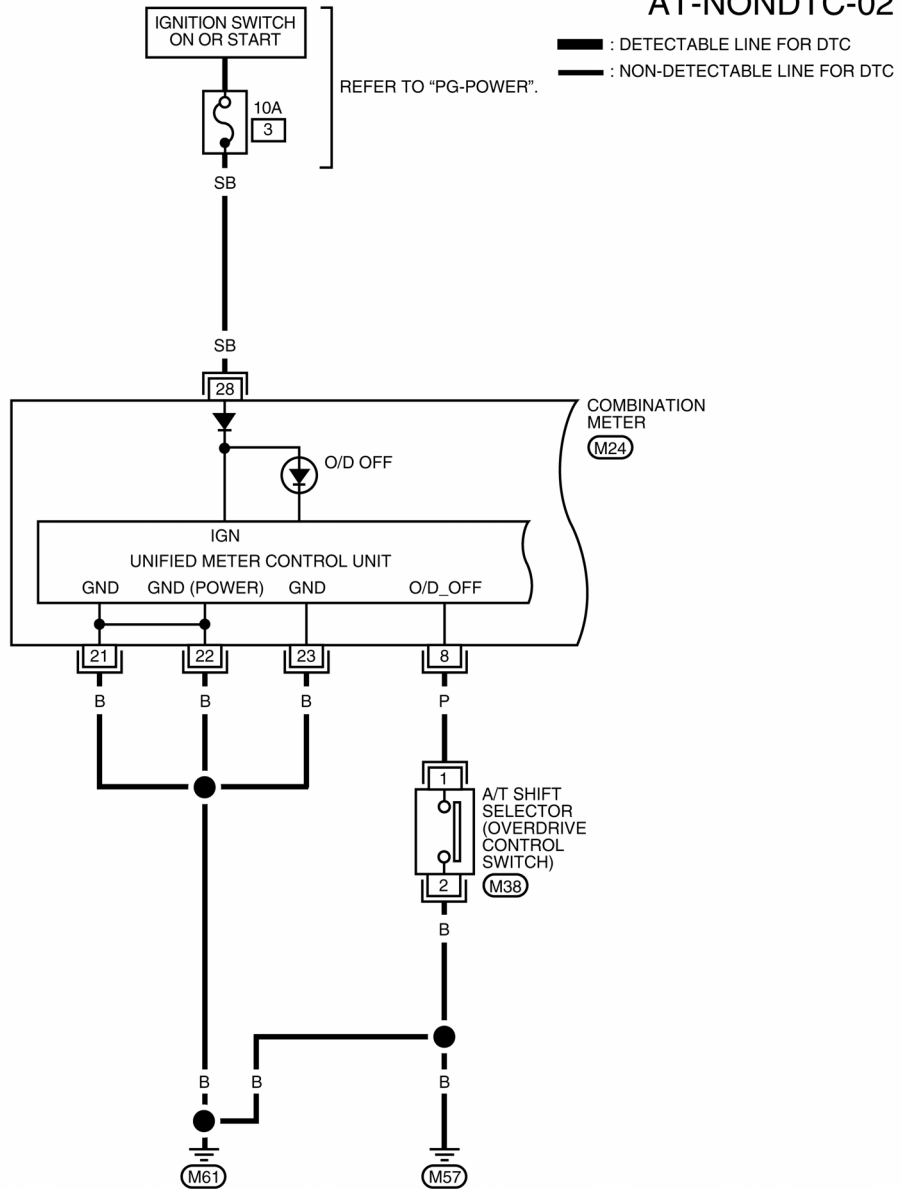 AT-NONDTC-02
IGNITION SWITCH
ON OR START
: DETECTABLE LINE FOR DTC
: NON-DETECTABLE LINE FOR DTC
REFER TO “PG-POWER”.
10A
3
SB
SB
28
COMBINATION
METER
M24
O/D OFF
IGN
UNIFIED METER CONTROL UNIT
GND GND (POWER) GND O/D_OFF
21 22 23 8
B B B P
1
A/T SHIFT
SELECTOR
(OVERDRIVE
CONTROL
SWITCH)
2
M38
B
B B B
M61 M57